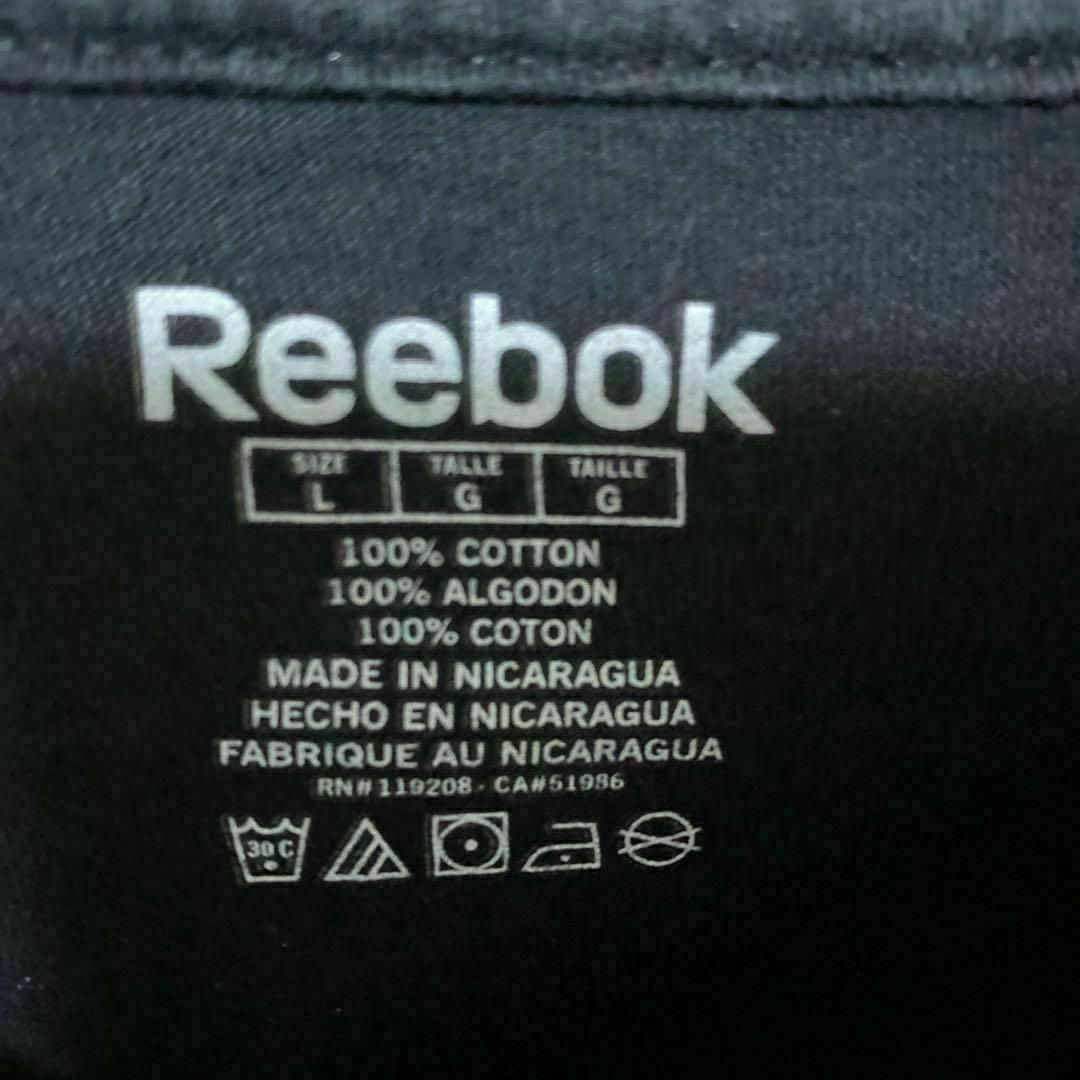 Reebok
SIZE TALLE TAILLE
L G G
100% COTTON
100% ALGODON
100% COTON
MADE IN NICARAGUA
HECHO EN NICARAGUA
FABRIQUE AU NICARAGUA
RN# 119208 - CA#51986
30 C